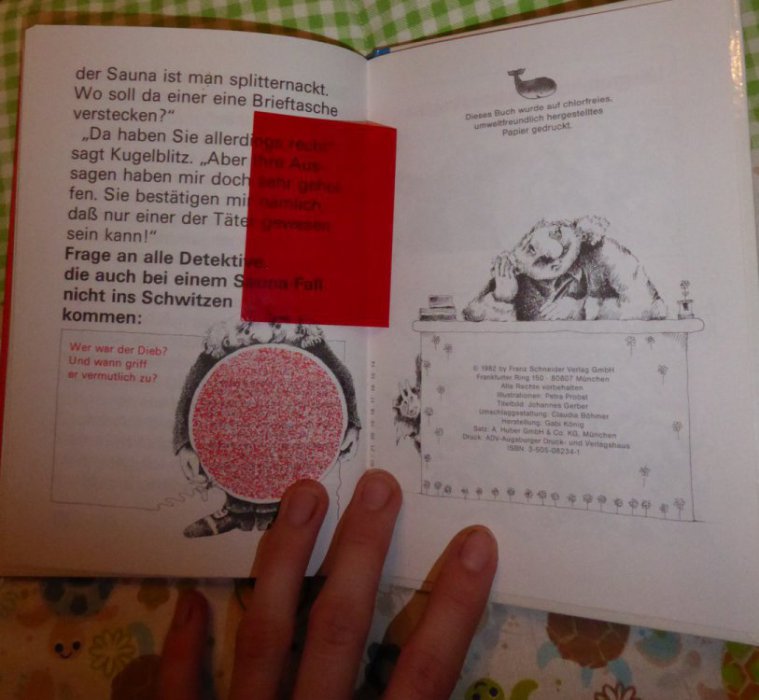 der Sauna ist man splitternackt.
Wo soll da einer eine Brieftasche
verstecken?“
„Da haben Sie allerdings recht“
sagt Kugelblitz. „Aber Ihre Aus-
sagen haben mir doch sehr gehol-
fen. Sie bestätigen mir nämlich,
daß nur einer der Täter gewesen
sein kann!“
Frage an alle Detektive,
die auch bei einem Sauna-Fall
nicht ins Schwitzen
kommen:
Wer war der Dieb?
Und wann griff
er vermutlich zu?
Dieses Buch wurde auf chlorfreies,
umweltfreundlich hergestelltes
Papier gedruckt.
© 1982 by Franz Schneider Verlag GmbH
Frankfurter Ring 150 · 80807 München
Alle Rechte vorbehalten
Illustrationen: Petra Probst
Titelbild: Johannes Gerber
Umschlaggestaltung: Claudia Böhmer
Herstellung: Gabi König
Satz: A. Huber GmbH & Co. KG, München
Druck: ADV-Augsburger Druck- und Verlagshaus
ISBN: 3-505-08234-1